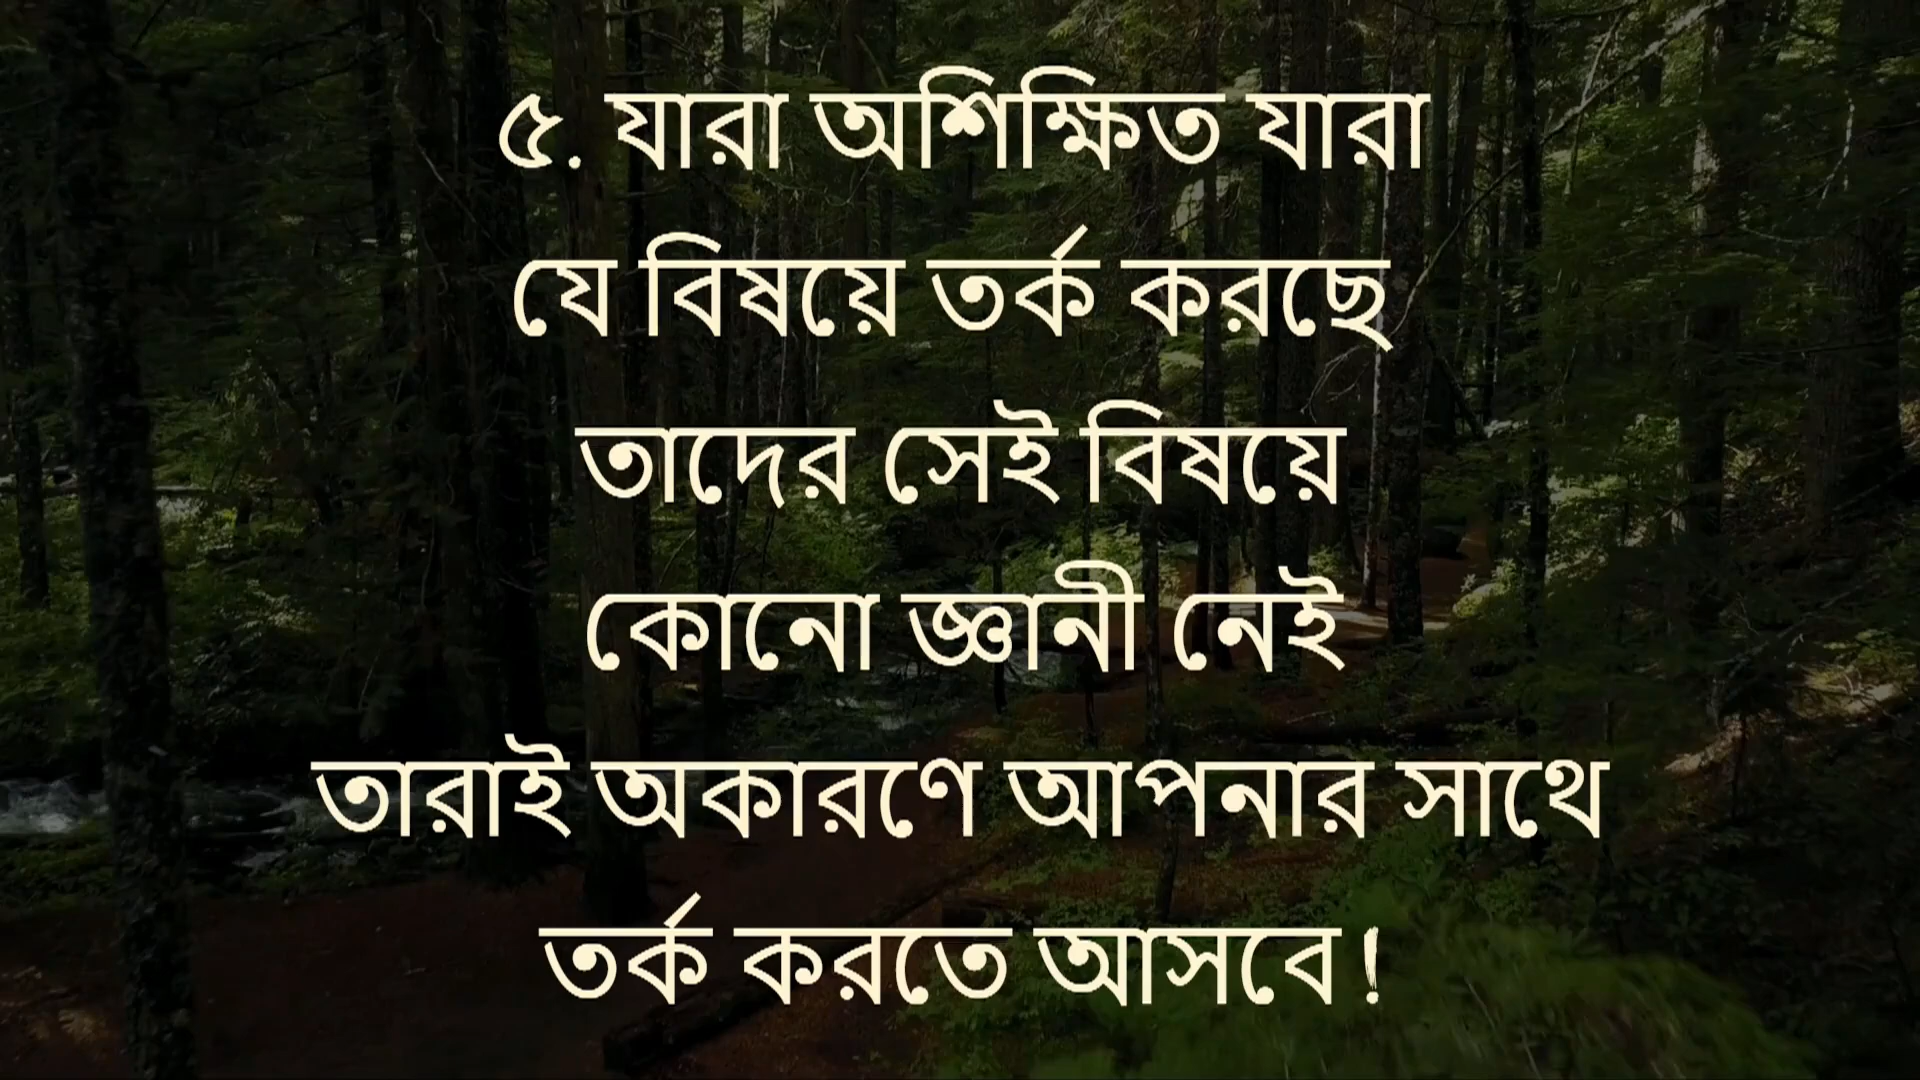 ৫. যারা অশিক্ষিত যারা
যে বিষয়ে তর্ক করছে
তাদের সেই বিষয়ে
কোনো জ্ঞানী নেই
তারাই অকারণে আপনার সাথে
তর্ক করতে আসবে!